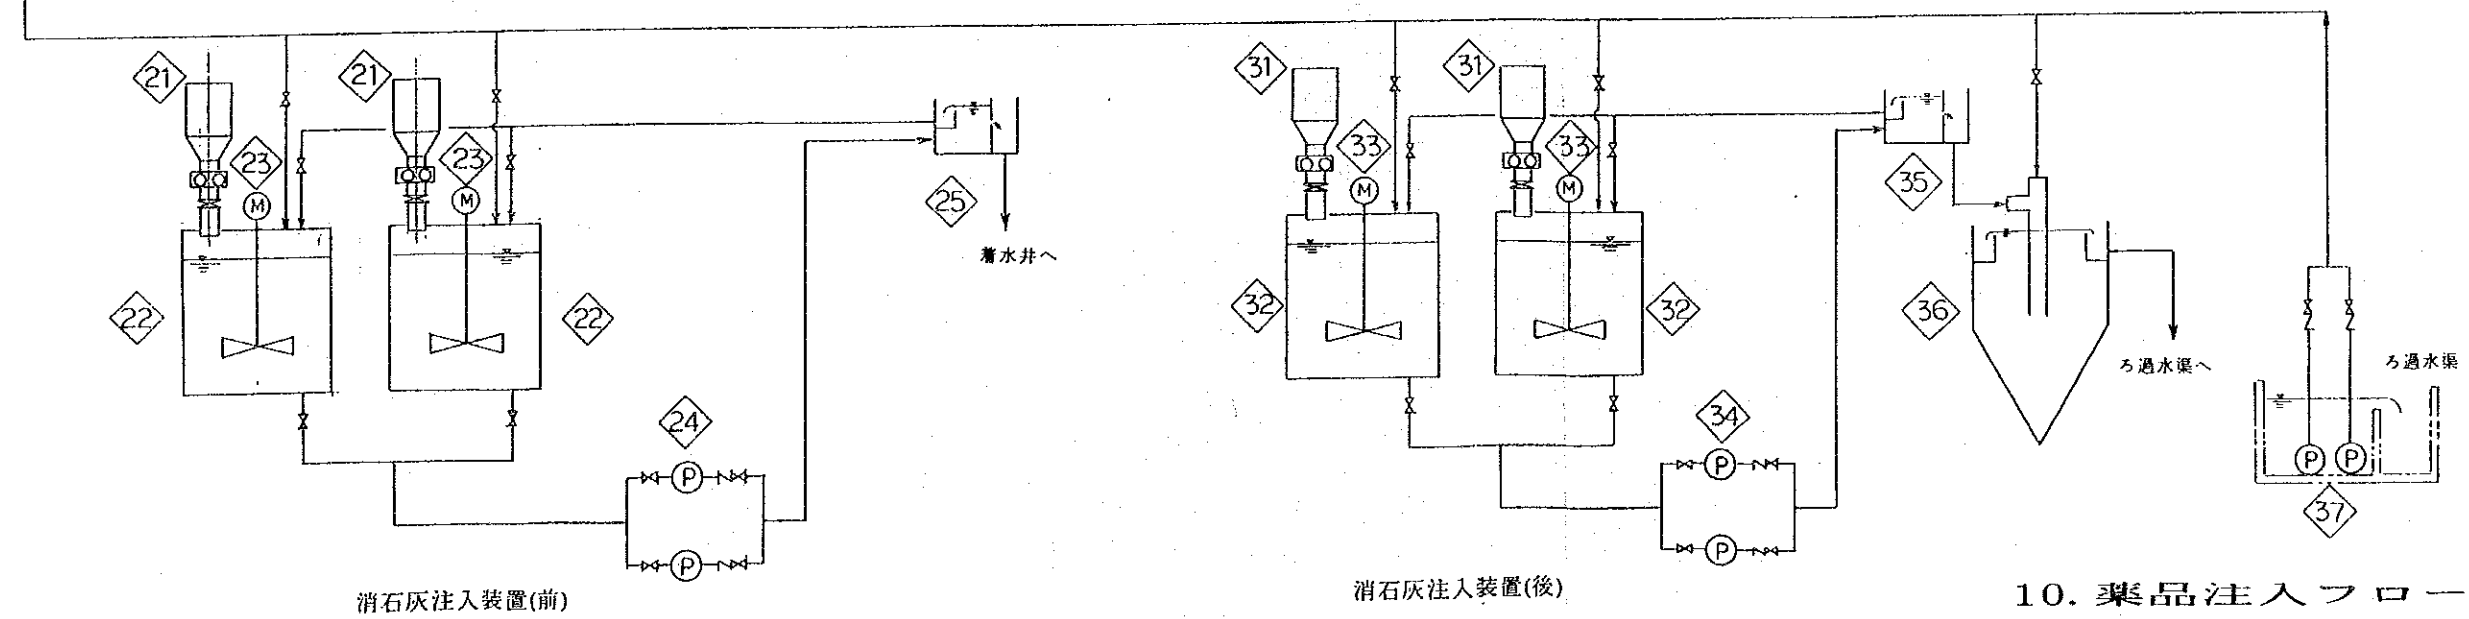 21
21
31
31
23
23
33
33
M
M
M
M
25
35
着水井へ
22
22
32
32
36
ろ過水渠へ
ろ過水渠
24
34
P
P
P
P
P
P
37
消石灰注入装置(前)
消石灰注入装置(後)
10. 薬品注入フロー